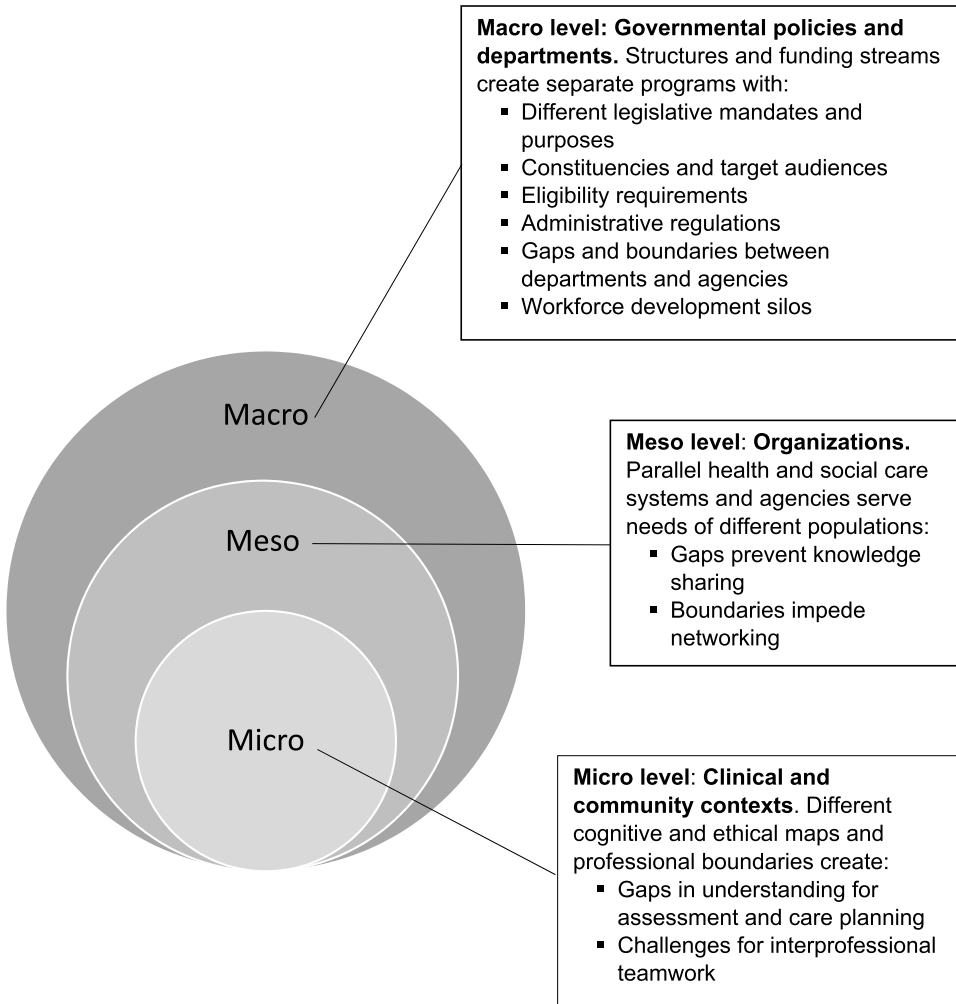 Macro level: Governmental policies and
departments. Structures and funding streams
create separate programs with:
▪ Different legislative mandates and
purposes
▪ Constituencies and target audiences
▪ Eligibility requirements
▪ Administrative regulations
▪ Gaps and boundaries between
departments and agencies
▪ Workforce development silos
Macro
Meso level: Organizations.
Parallel health and social care
systems and agencies serve
needs of different populations:
▪ Gaps prevent knowledge
sharing
▪ Boundaries impede
networking
Meso
Micro
Micro level: Clinical and
community contexts. Different
cognitive and ethical maps and
professional boundaries create:
▪ Gaps in understanding for
assessment and care planning
▪ Challenges for interprofessional
teamwork